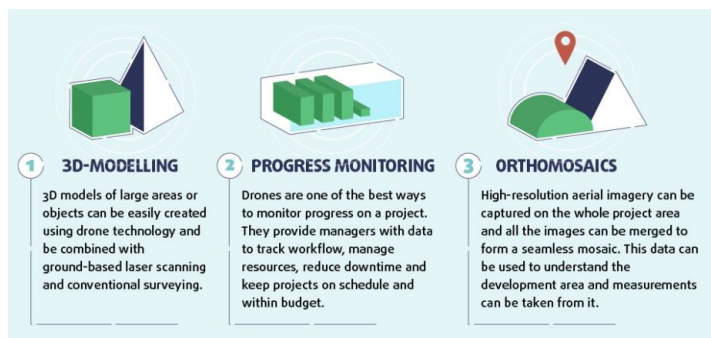 1 3D-MODELLING
3D models of large areas or
objects can be easily created
using drone technology and
be combined with
ground-based laser scanning
and conventional surveying.
2 PROGRESS MONITORING
Drones are one of the best ways
to monitor progress on a project.
They provide managers with data
to track workflow, manage
resources, reduce downtime and
keep projects on schedule and
within budget.
3 ORTHOMOSAICS
High-resolution aerial imagery can be
captured on the whole project area
and all the images can be merged to
form a seamless mosaic. This data can
be used to understand the
development area and measurements
can be taken from it.